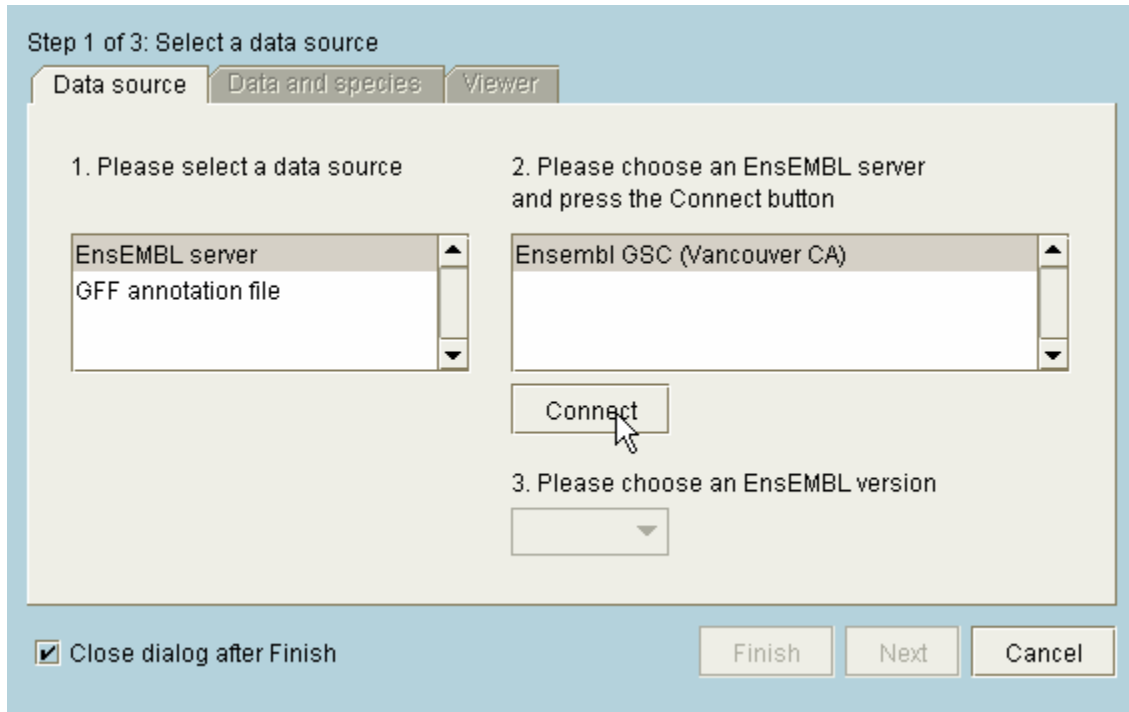 Step 1 of 3: Select a data source
Data source
Data and species
Viewer
1. Please select a data source
2. Please choose an EnsEMBL server
and press the Connect button
EnsEMBL server
GFF annotation file
Ensembl GSC (Vancouver CA)
Connect
3. Please choose an EnsEMBL version
Close dialog after Finish
Finish
Next
Cancel